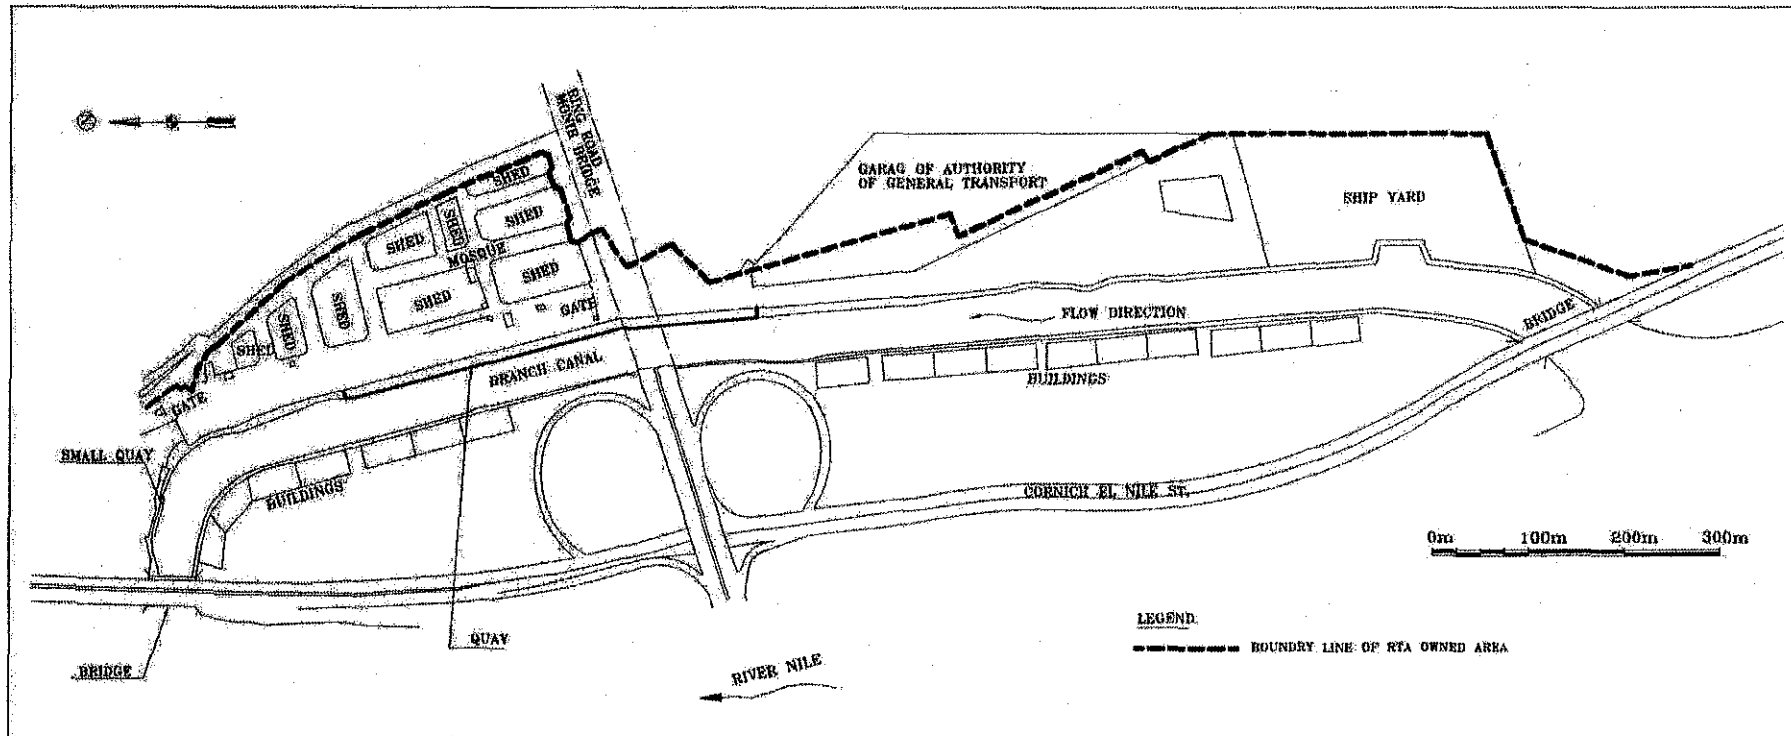 N
RING ROAD
MONIB BRIDGE
SHED
SHED
SHED
SHED
MOSQUE
SHED
SHED
SHED
SHED
SHED
GATE
GATE
GARAG OF AUTHORITY
OF GENERAL TRANSPORT
SHIP YARD
FLOW DIRECTION
BRIDGE
BRANCH CANAL
BUILDINGS
SMALL QUAY
BUILDINGS
CORNICH EL NILE ST.
0m 100m 200m 300m
QUAY
BRIDGE
RIVER NILE
LEGEND
BOUNDRY LINE OF RTA OWNED AREA